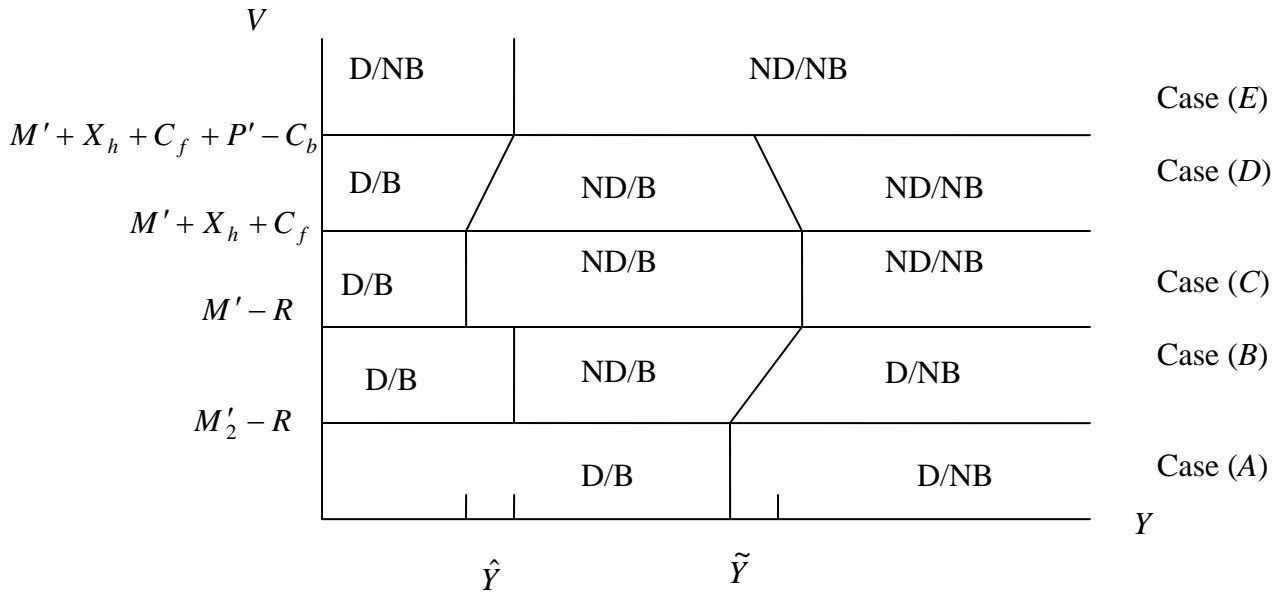 V
D/NB ND/NB Case (E)
M′ + X_h + C_f + P′ − C_b
D/B ND/B ND/NB Case (D)
M′ + X_h + C_f
D/B ND/B ND/NB Case (C)
M′ − R
D/B ND/B D/NB Case (B)
M′_2 − R
D/B D/NB Case (A)
Y
Ŷ Ỹ